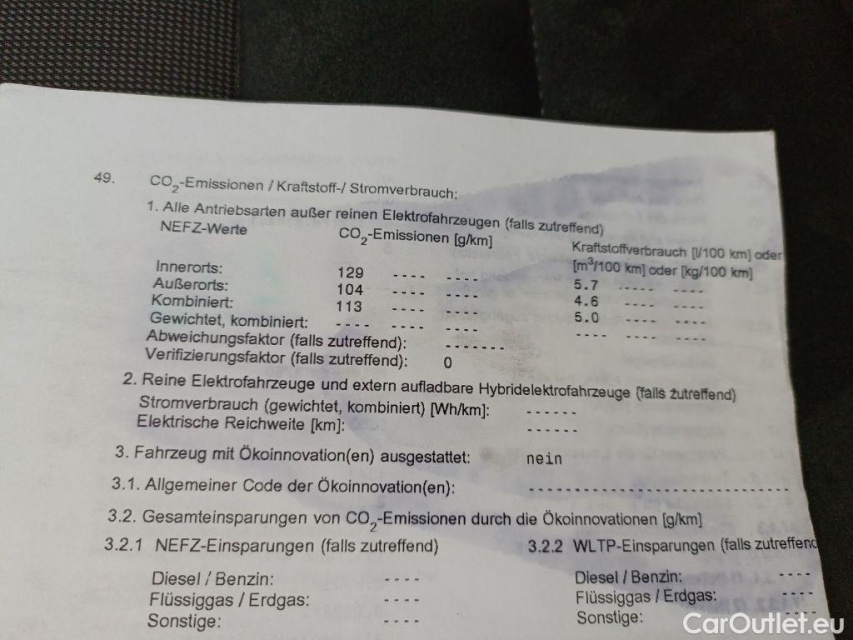 49. CO2-Emissionen / Kraftstoff-/ Stromverbrauch:
1. Alle Antriebsarten außer reinen Elektrofahrzeugen (falls zutreffend)
NEFZ-Werte CO2-Emissionen [g/km] Kraftstoffverbrauch [l/100 km] oder
[m³/100 km] oder [kg/100 km]
Innerorts: 129 ---- ---- 5.7 ---- ----
Außerorts: 104 ---- ---- 4.6 ---- ----
Kombiniert: 113 ---- ---- 5.0 ---- ----
Gewichtet, kombiniert: ---- ---- ---- ---- ---- ----
Abweichungsfaktor (falls zutreffend): -------
Verifizierungsfaktor (falls zutreffend): 0
2. Reine Elektrofahrzeuge und extern aufladbare Hybridelektrofahrzeuge [falls zutreffend)
Stromverbrauch (gewichtet, kombiniert) [Wh/km]: ------
Elektrische Reichweite [km]: ------
3. Fahrzeug mit Ökoinnovation(en) ausgestattet: nein
3.1. Allgemeiner Code der Ökoinnovation(en): ------------------------------
3.2. Gesamteinsparungen von CO2-Emissionen durch die Ökoinnovationen [g/km]
3.2.1 NEFZ-Einsparungen (falls zutreffend) 3.2.2 WLTP-Einsparungen (falls zutreffend
Diesel / Benzin: ---- Diesel / Benzin: ----
Flüssiggas / Erdgas: ---- Flüssiggas / Erdgas: ----
Sonstige: ---- Sonstige: ----
CarOutlet.eu